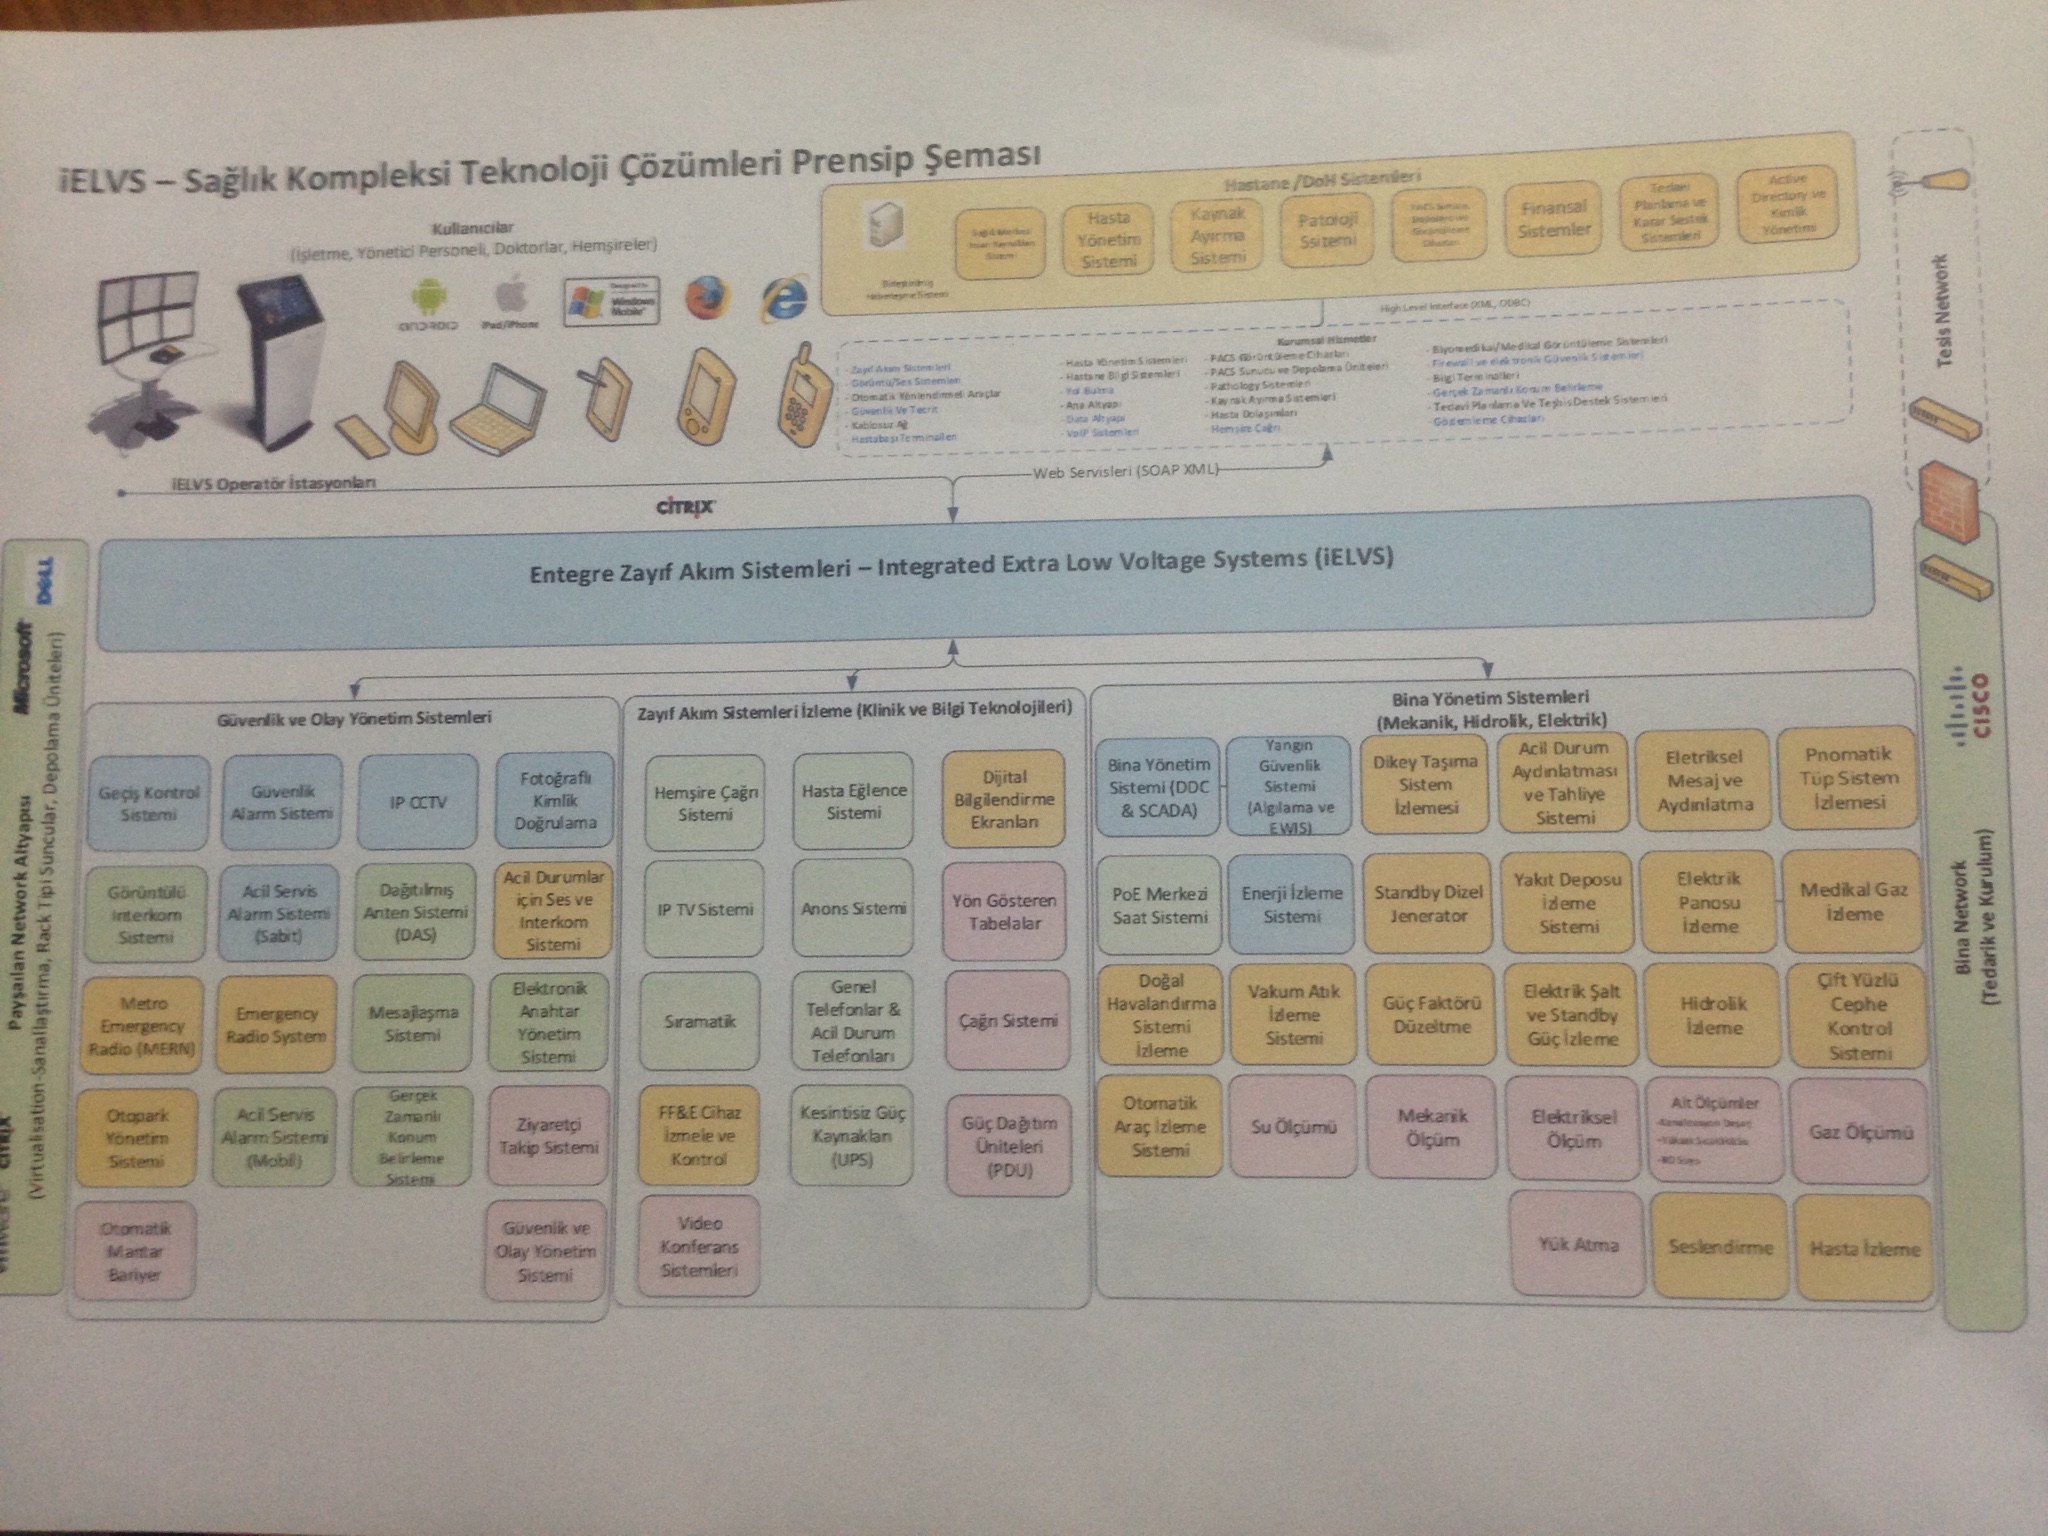 iELVS – Sağlık Kompleksi Teknoloji Çözümleri Prensip Şeması
Kullanıcılar
(İşletme, Yönetici Personeli, Doktorlar, Hemşireler)
ANDROID
iPad/iPhone
Designed for
Windows
Mobile
Hastane /DoH Sistemleri
Hasta
Yönetim
Sistemi
Kaynak
Ayırma
Sistemi
Patoloji
Ssitemi
Finansal
Sistemler
Tedavi
Planlama ve
Karar Sestek
Sistemleri
Active
Directory ve
Kimlik
Yönetimi
Birleştirilmiş
Haberleşme Sistemi
High Level Interface (XML, ODBC)
Kurumsal Hizmetler
- Zayıf Akım Sistemleri
- Görüntü/Ses Sistemleri
- Otomatik Yönlendirmeli Araçlar
- Güvenlik Ve Tecrit
- Kablosuz Ağ
- Hastabaşı Terminalleri
- Hasta Yönetim Sistemleri
- Hastane Bilgi Sistemleri
- Yol Bulma
- Ana Altyapı
- Data Altyapı
- VoIP Sistemleri
- PACS Görüntüleme Cihazları
- PACS Sunucu ve Depolama Üniteleri
- Pathology Sistemleri
- Kaynak Ayırma Sistemleri
- Hasta Dolaşımları
- Hemşire Çağrı
- Biyomedikal/Medikal Görüntüleme Sistemleri
- Firewall ve elektronik Güvenlik Sistemleri
- Bilgi Terminalleri
- Gerçek Zamanlı Konum Belirleme
- Tedavi Planlama Ve Teşhis Destek Sistemleri
- Gözlemleme Cihazları
iELVS Operatör İstasyonları
Web Servisleri (SOAP XML)
CITRIX
Entegre Zayıf Akım Sistemleri – Integrated Extra Low Voltage Systems (iELVS)
Tesis Network
DELL
Microsoft
CITRIX
Payşaılan Network Altyapısı
(Virtualisation-Sanallaştırma, Rack Tipi Suncular, Depolama Üniteleri)
Güvenlik ve Olay Yönetim Sistemleri
Geçiş Kontrol
Sistemi
Güvenlik
Alarm Sistemi
IP CCTV
Fotoğraflı
Kimlik
Doğrulama
Görüntülü
Interkom
Sistemi
Acil Servis
Alarm Sistemi
(Sabit)
Dağıtılmış
Anten Sistemi
(DAS)
Acil Durumlar
için Ses ve
Interkom
Sistemi
Metro
Emergency
Radio (MERN)
Emergency
Radio System
Mesajlaşma
Sistemi
Elektronik
Anahtar
Yönetim
Sistemi
Otopark
Yönetim
Sistemi
Acil Servis
Alarm Sistemi
(Mobil)
Gerçek
Zamanlı
Konum
Belirleme
Sistemi
Ziyaretçi
Takip Sistemi
Otomatik
Mantar
Bariyer
Güvenlik ve
Olay Yönetim
Sistemi
Zayıf Akım Sistemleri İzleme (Klinik ve Bilgi Teknolojileri)
Hemşire Çağrı
Sistemi
Hasta Eğlence
Sistemi
Dijital
Bilgilendirme
Ekranları
IP TV Sistemi
Anons Sistemi
Yön Gösteren
Tabelalar
Sıramatik
Genel
Telefonlar &
Acil Durum
Telefonları
Çağrı Sistemi
FF&E Cihaz
İzmele ve
Kontrol
Kesintisiz Güç
Kaynakları
(UPS)
Güç Dağıtım
Üniteleri
(PDU)
Video
Konferans
Sistemleri
Bina Yönetim Sistemleri
(Mekanik, Hidrolik, Elektrik)
Bina Yönetim
Sistemi (DDC
& SCADA)
Yangın
Güvenlik
Sistemi
(Algılama ve
EWIS)
Dikey Taşıma
Sistem
İzlemesi
Acil Durum
Aydınlatması
ve Tahliye
Sistemi
Eletriksel
Mesaj ve
Aydınlatma
Pnomatik
Tüp Sistem
İzlemesi
PoE Merkezi
Saat Sistemi
Enerji İzleme
Sistemi
Standby Dizel
Jenerator
Yakıt Deposu
İzleme
Sistemi
Elektrik
Panosu
İzleme
Medikal Gaz
İzleme
Doğal
Havalandırma
Sistemi
İzleme
Vakum Atık
İzleme
Sistemi
Güç Faktörü
Düzeltme
Elektrik Şalt
ve Standby
Güç İzleme
Hidrolik
İzleme
Çift Yüzlü
Cephe
Kontrol
Sistemi
Otomatik
Araç İzleme
Sistemi
Su Ölçümü
Mekanik
Ölçüm
Elektriksel
Ölçüm
Alt Ölçümler
Gaz Ölçümü
Yük Atma
Seslendirme
Hasta İzleme
CISCO
Bina Network
(Tedarik ve Kurulum)